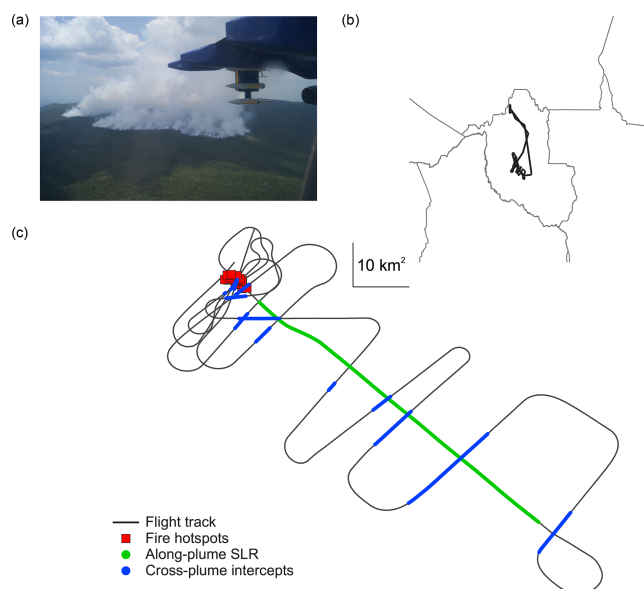 (a)
(b)
(c)
10 km²
Flight track
Fire hotspots
Along-plume SLR
Cross-plume intercepts